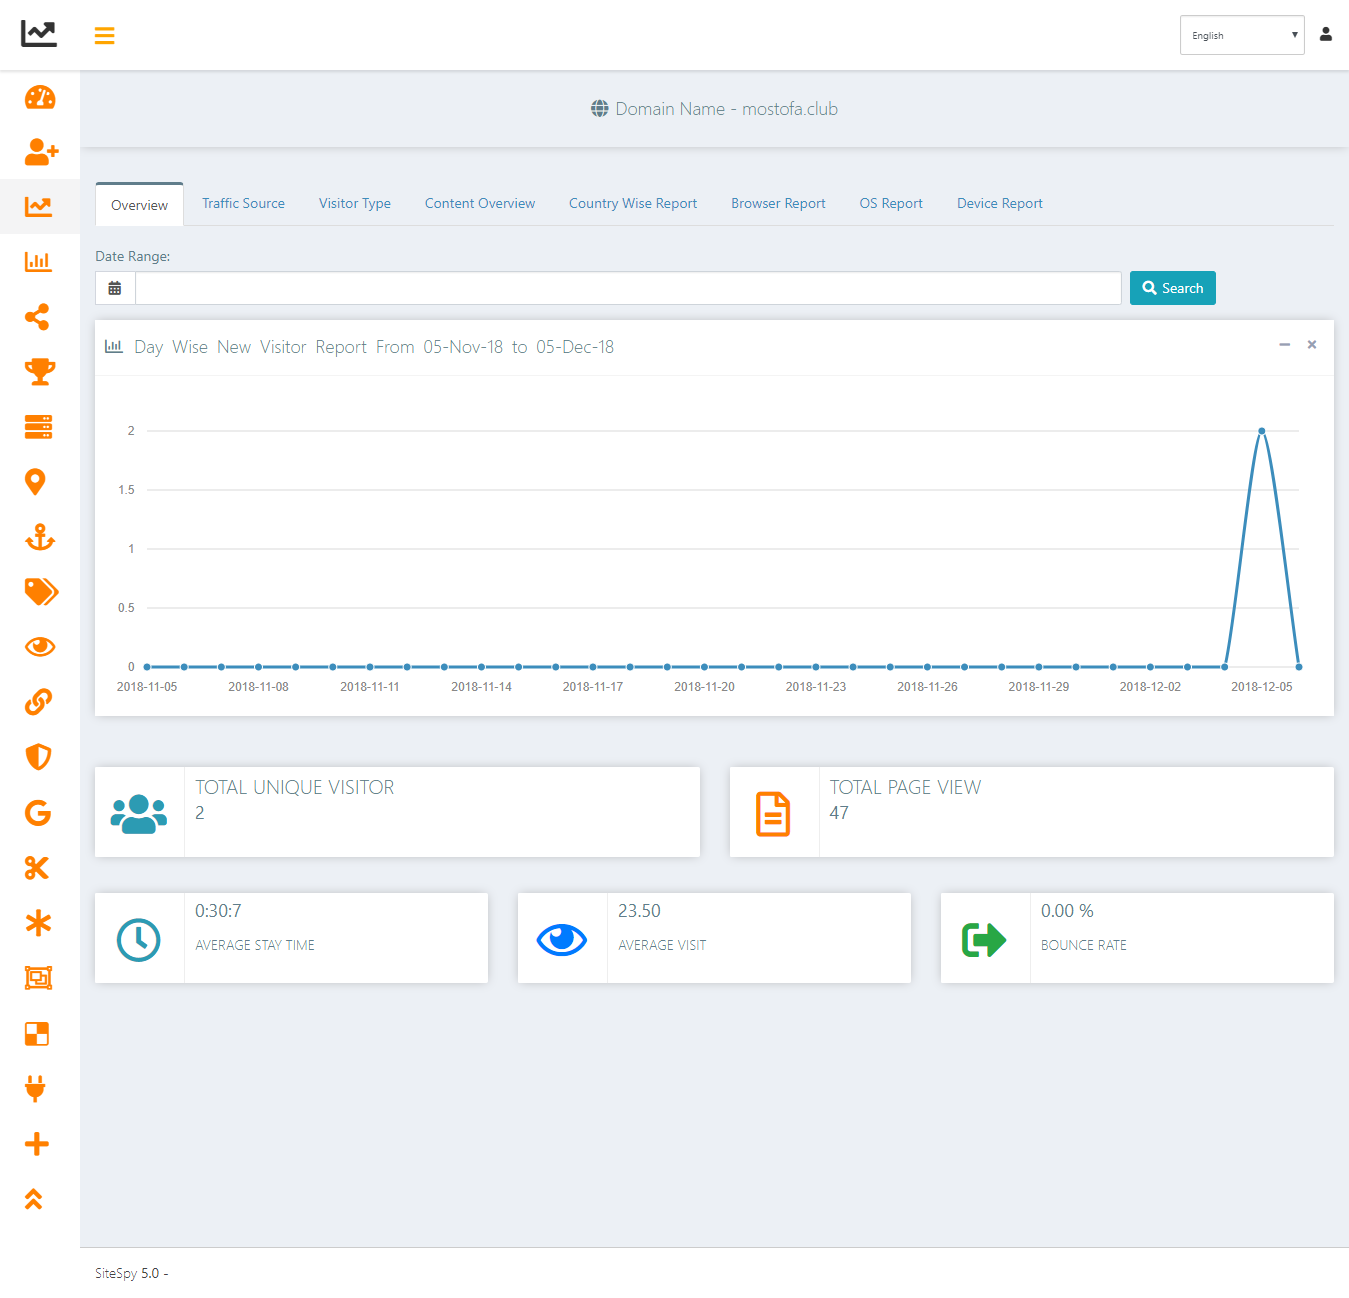 English
Domain Name - mostofa.club
Overview Traffic Source Visitor Type Content Overview Country Wise Report Browser Report OS Report Device Report
Date Range:
Search
Day Wise New Visitor Report From 05-Nov-18 to 05-Dec-18
2
1.5
1
0.5
0
2018-11-05 2018-11-08 2018-11-11 2018-11-14 2018-11-17 2018-11-20 2018-11-23 2018-11-26 2018-11-29 2018-12-02 2018-12-05
TOTAL UNIQUE VISITOR
2
TOTAL PAGE VIEW
47
0:30:7
AVERAGE STAY TIME
23.50
AVERAGE VISIT
0.00 %
BOUNCE RATE
SiteSpy 5.0 -